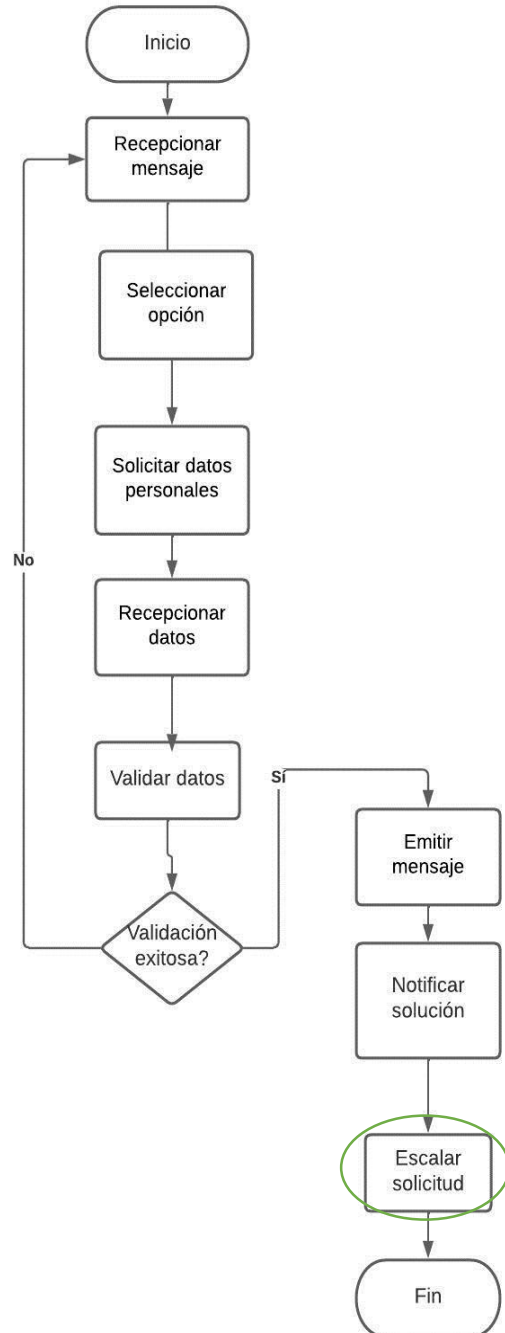 Inicio
Recepcionar
mensaje
Seleccionar
opción
Solicitar datos
personales
No
Recepcionar
datos
Validar datos
Sí
Emitir
mensaje
Validación
exitosa?
Notificar
solución
Escalar
solicitud
Fin